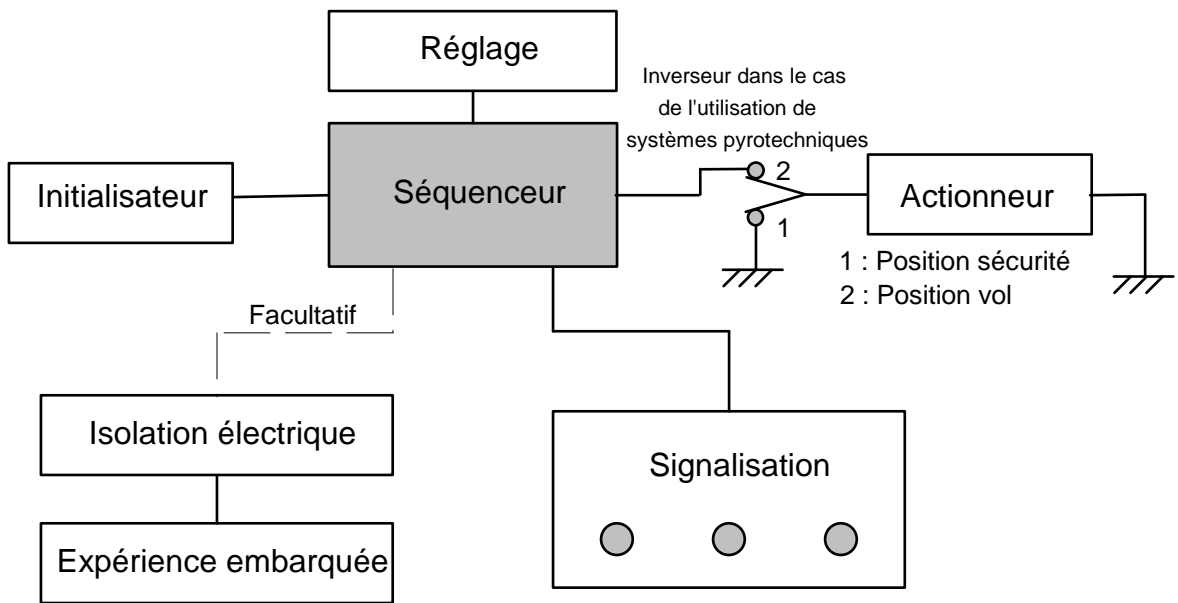 Réglage
Inverseur dans le cas
de l'utilisation de
systèmes pyrotechniques
Initialisateur
Séquenceur
2
1
Actionneur
1 : Position sécurité
2 : Position vol
Facultatif
Isolation électrique
Signalisation
Expérience embarquée